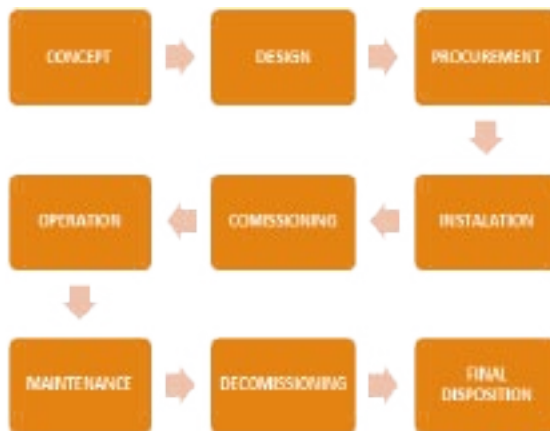 CONCEPT
DESIGN
PROCUREMENT
OPERATION
COMISSIONING
INSTALATION
MAINTENANCE
DECOMISSIONING
FINAL
DISPOSITION